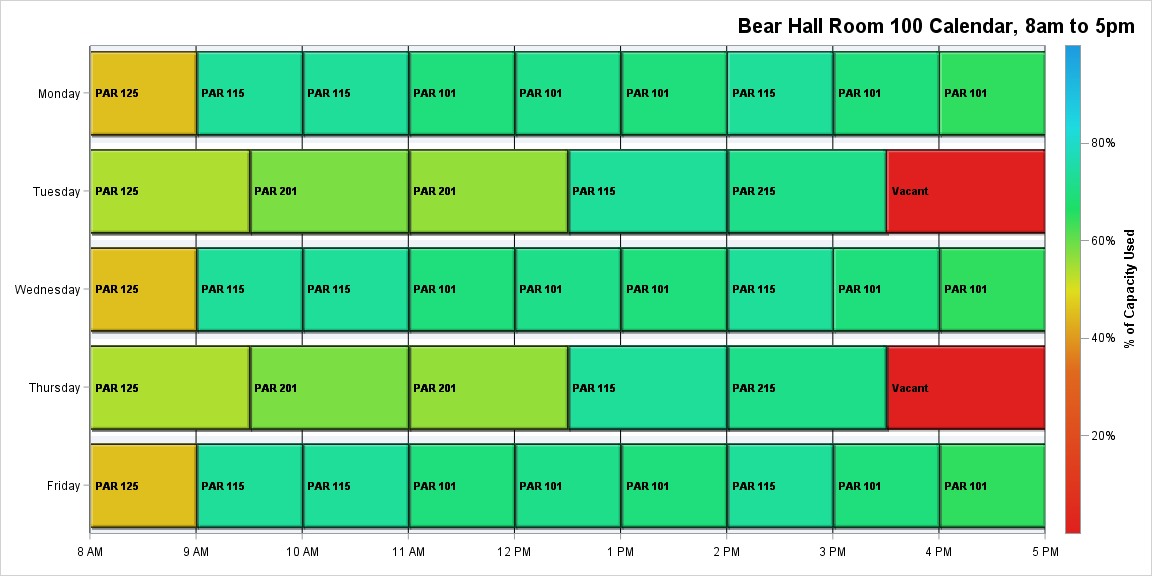 Bear Hall Room 100 Calendar, 8am to 5pm
Monday
PAR 125 PAR 115 PAR 115 PAR 101 PAR 101 PAR 101 PAR 115 PAR 101 PAR 101
Tuesday
PAR 125 PAR 201 PAR 201 PAR 115 PAR 215 Vacant
Wednesday
PAR 125 PAR 115 PAR 115 PAR 101 PAR 101 PAR 101 PAR 115 PAR 101 PAR 101
Thursday
PAR 125 PAR 201 PAR 201 PAR 115 PAR 215 Vacant
Friday
PAR 125 PAR 115 PAR 115 PAR 101 PAR 101 PAR 101 PAR 115 PAR 101 PAR 101
8 AM 9 AM 10 AM 11 AM 12 PM 1 PM 2 PM 3 PM 4 PM 5 PM
80%
60%
40%
20%
% of Capacity Used